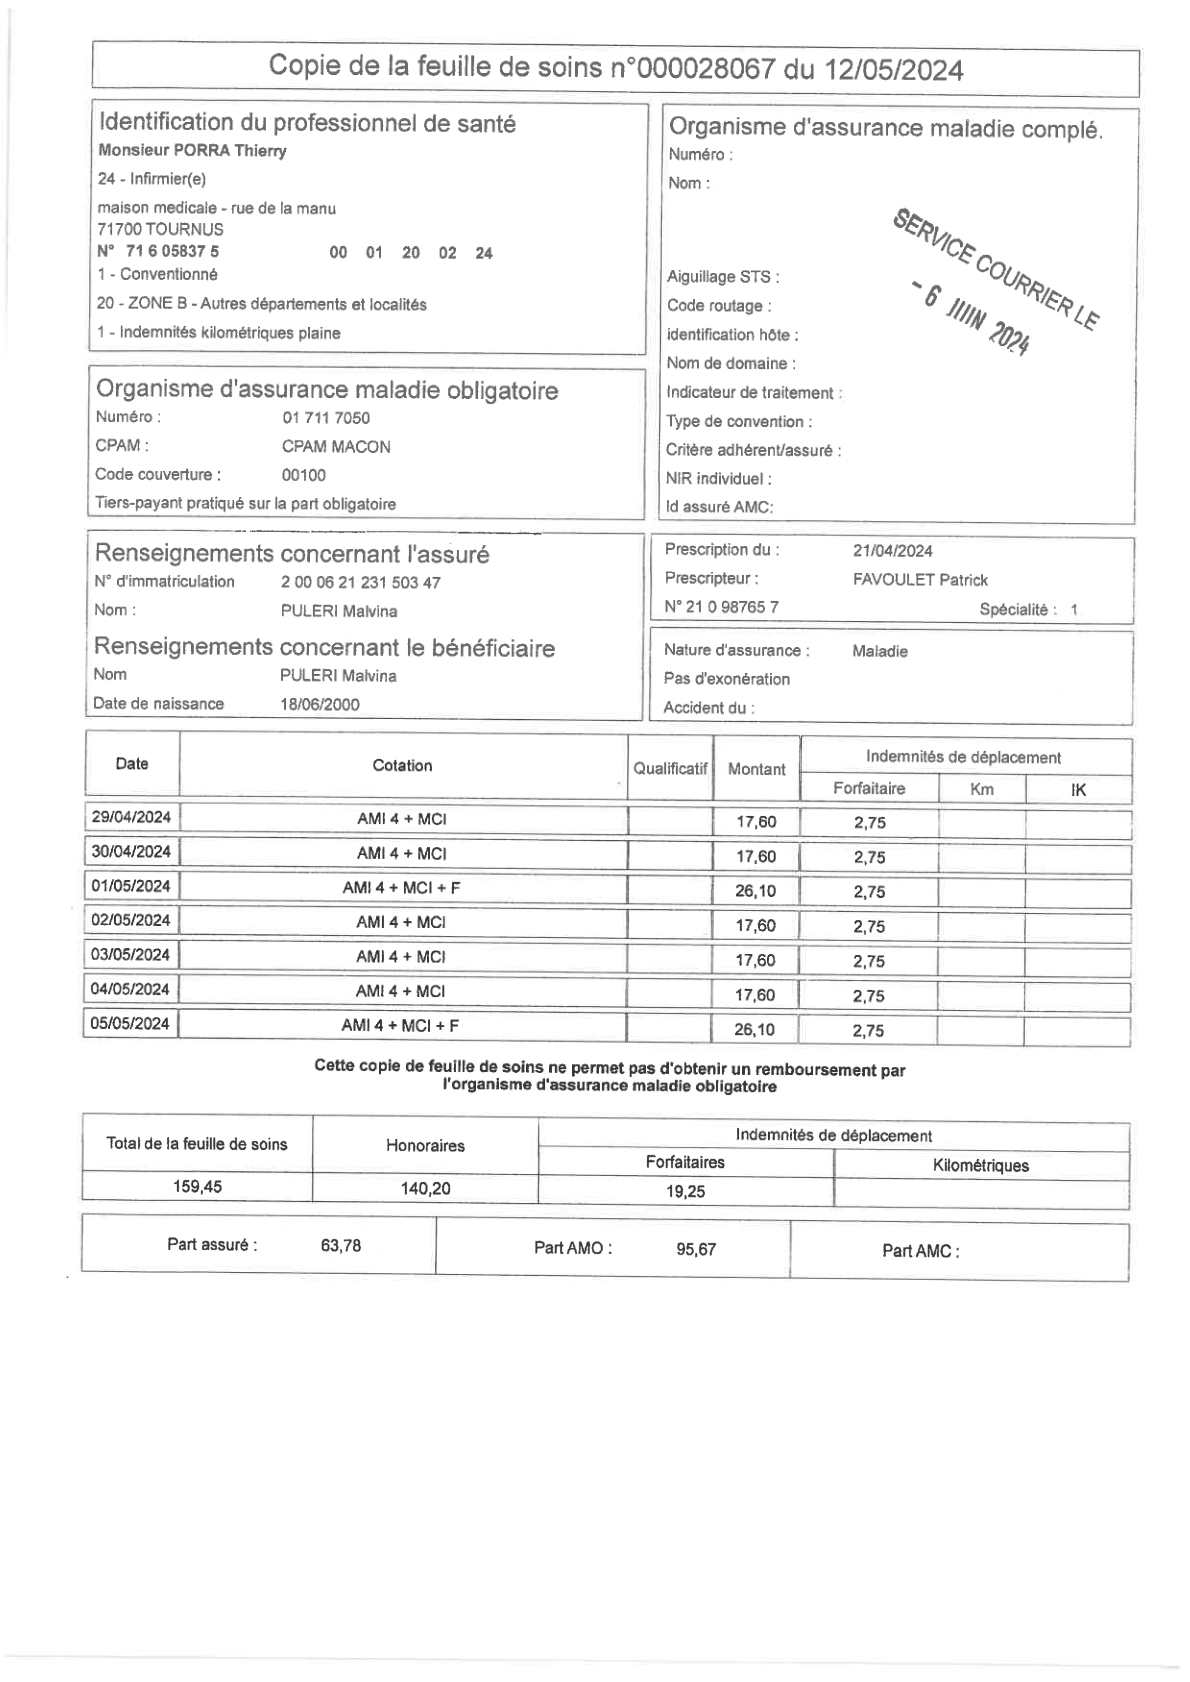 Copie de la feuille de soins n°000028067 du 12/05/2024
Identification du professionnel de santé
Monsieur PORRA Thierry
24 - Infirmier(e)
maison medicale - rue de la manu
71700 TOURNUS
N° 71 6 05837 5 00 01 20 02 24
1 - Conventionné
20 - ZONE B - Autres départements et localités
1 - Indemnités kilométriques plaine
Organisme d'assurance maladie complé.
Numéro :
Nom :
SERVICE COURRIER LE
- 6 JUIN 2024
Aiguillage STS :
Code routage :
identification hôte :
Nom de domaine :
Indicateur de traitement :
Type de convention :
Critère adhérent/assuré :
NIR individuel :
Id assuré AMC:
Organisme d'assurance maladie obligatoire
Numéro : 01 711 7050
CPAM : CPAM MACON
Code couverture : 00100
Tiers-payant pratiqué sur la part obligatoire
Renseignements concernant l'assuré
N° d'immatriculation 2 00 06 21 231 503 47
Nom : PULERI Malvina
Renseignements concernant le bénéficiaire
Nom PULERI Malvina
Date de naissance 18/06/2000
Prescription du : 21/04/2024
Prescripteur : FAVOULET Patrick
N° 21 0 98765 7 Spécialité : 1
Nature d'assurance : Maladie
Pas d'exonération
Accident du :
Date Cotation Qualificatif Montant Indemnités de déplacement
Forfaitaire Km IK
29/04/2024 AMI 4 + MCI 17,60 2,75
30/04/2024 AMI 4 + MCI 17,60 2,75
01/05/2024 AMI 4 + MCI + F 26,10 2,75
02/05/2024 AMI 4 + MCI 17,60 2,75
03/05/2024 AMI 4 + MCI 17,60 2,75
04/05/2024 AMI 4 + MCI 17,60 2,75
05/05/2024 AMI 4 + MCI + F 26,10 2,75
Cette copie de feuille de soins ne permet pas d'obtenir un remboursement par
l'organisme d'assurance maladie obligatoire
Total de la feuille de soins Honoraires Indemnités de déplacement
Forfaitaires Kilométriques
159,45 140,20 19,25
Part assuré : 63,78 Part AMO : 95,67 Part AMC :